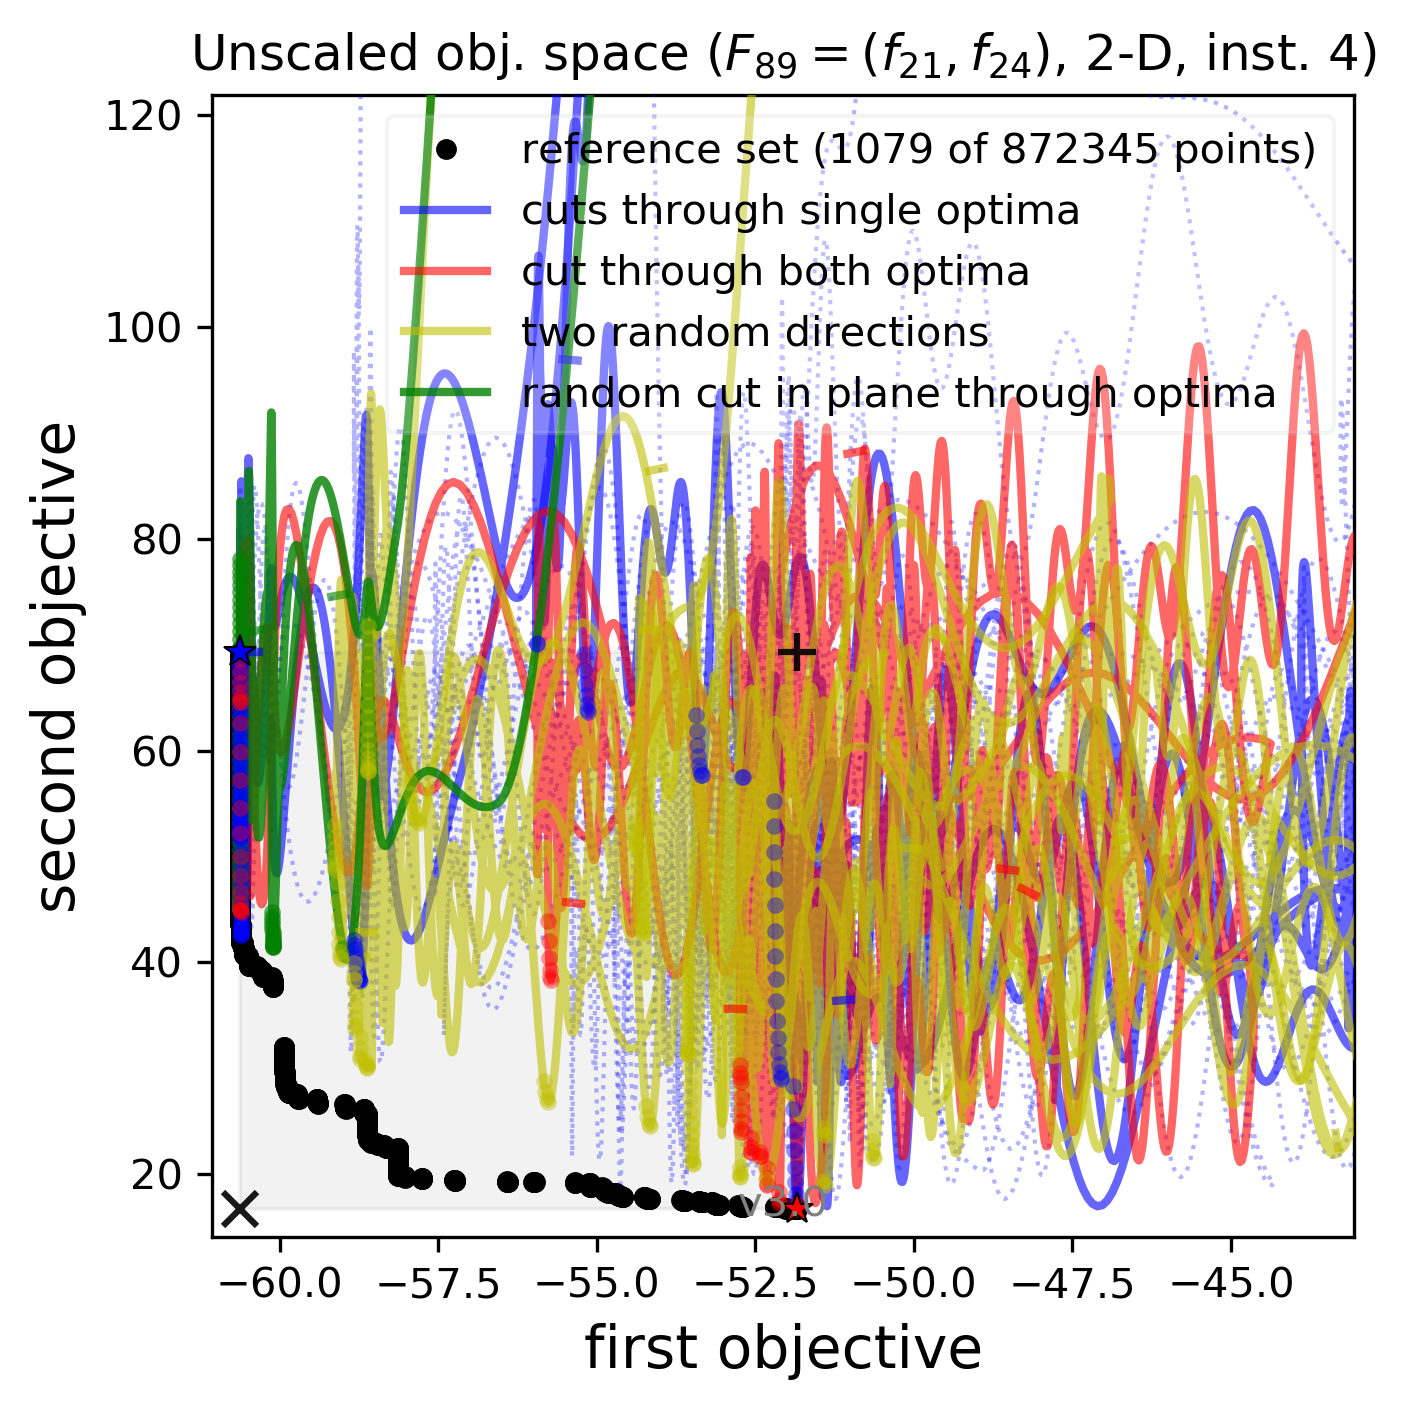 Unscaled obj. space (F89 = (f21, f24), 2-D, inst. 4)
120
100
80
60
40
20
second objective
reference set (1079 of 872345 points)
cuts through single optima
cut through both optima
two random directions
random cut in plane through optima
−60.0 −57.5 −55.0 −52.5 −50.0 −47.5 −45.0
first objective